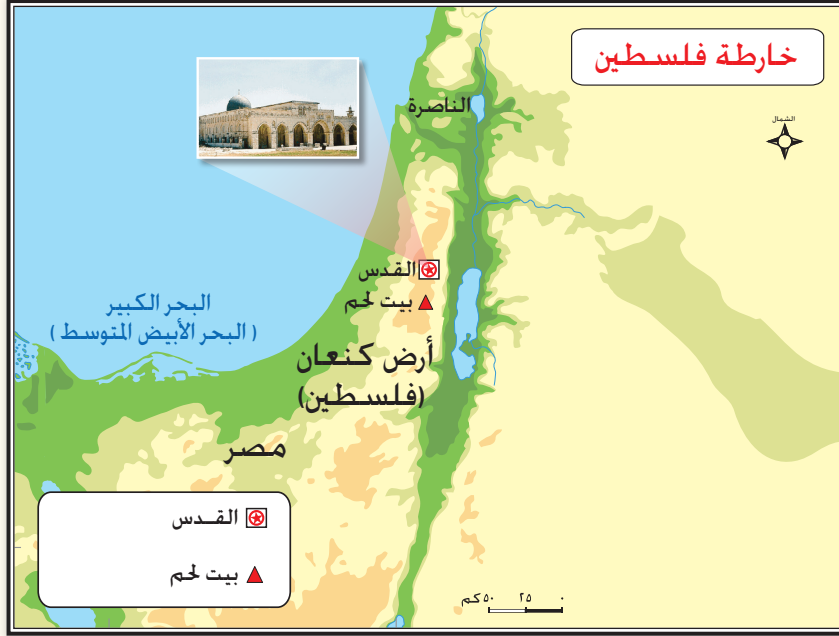 خارطة فلسطين
الشمال
الناصرة
القدس
بيت لحم
البحر الكبير
( البحر الأبيض المتوسط )
أرض كنعان
(فلسطين)
مصر
القدس
بيت لحم
٠ ٢٥ ٥٠ كم